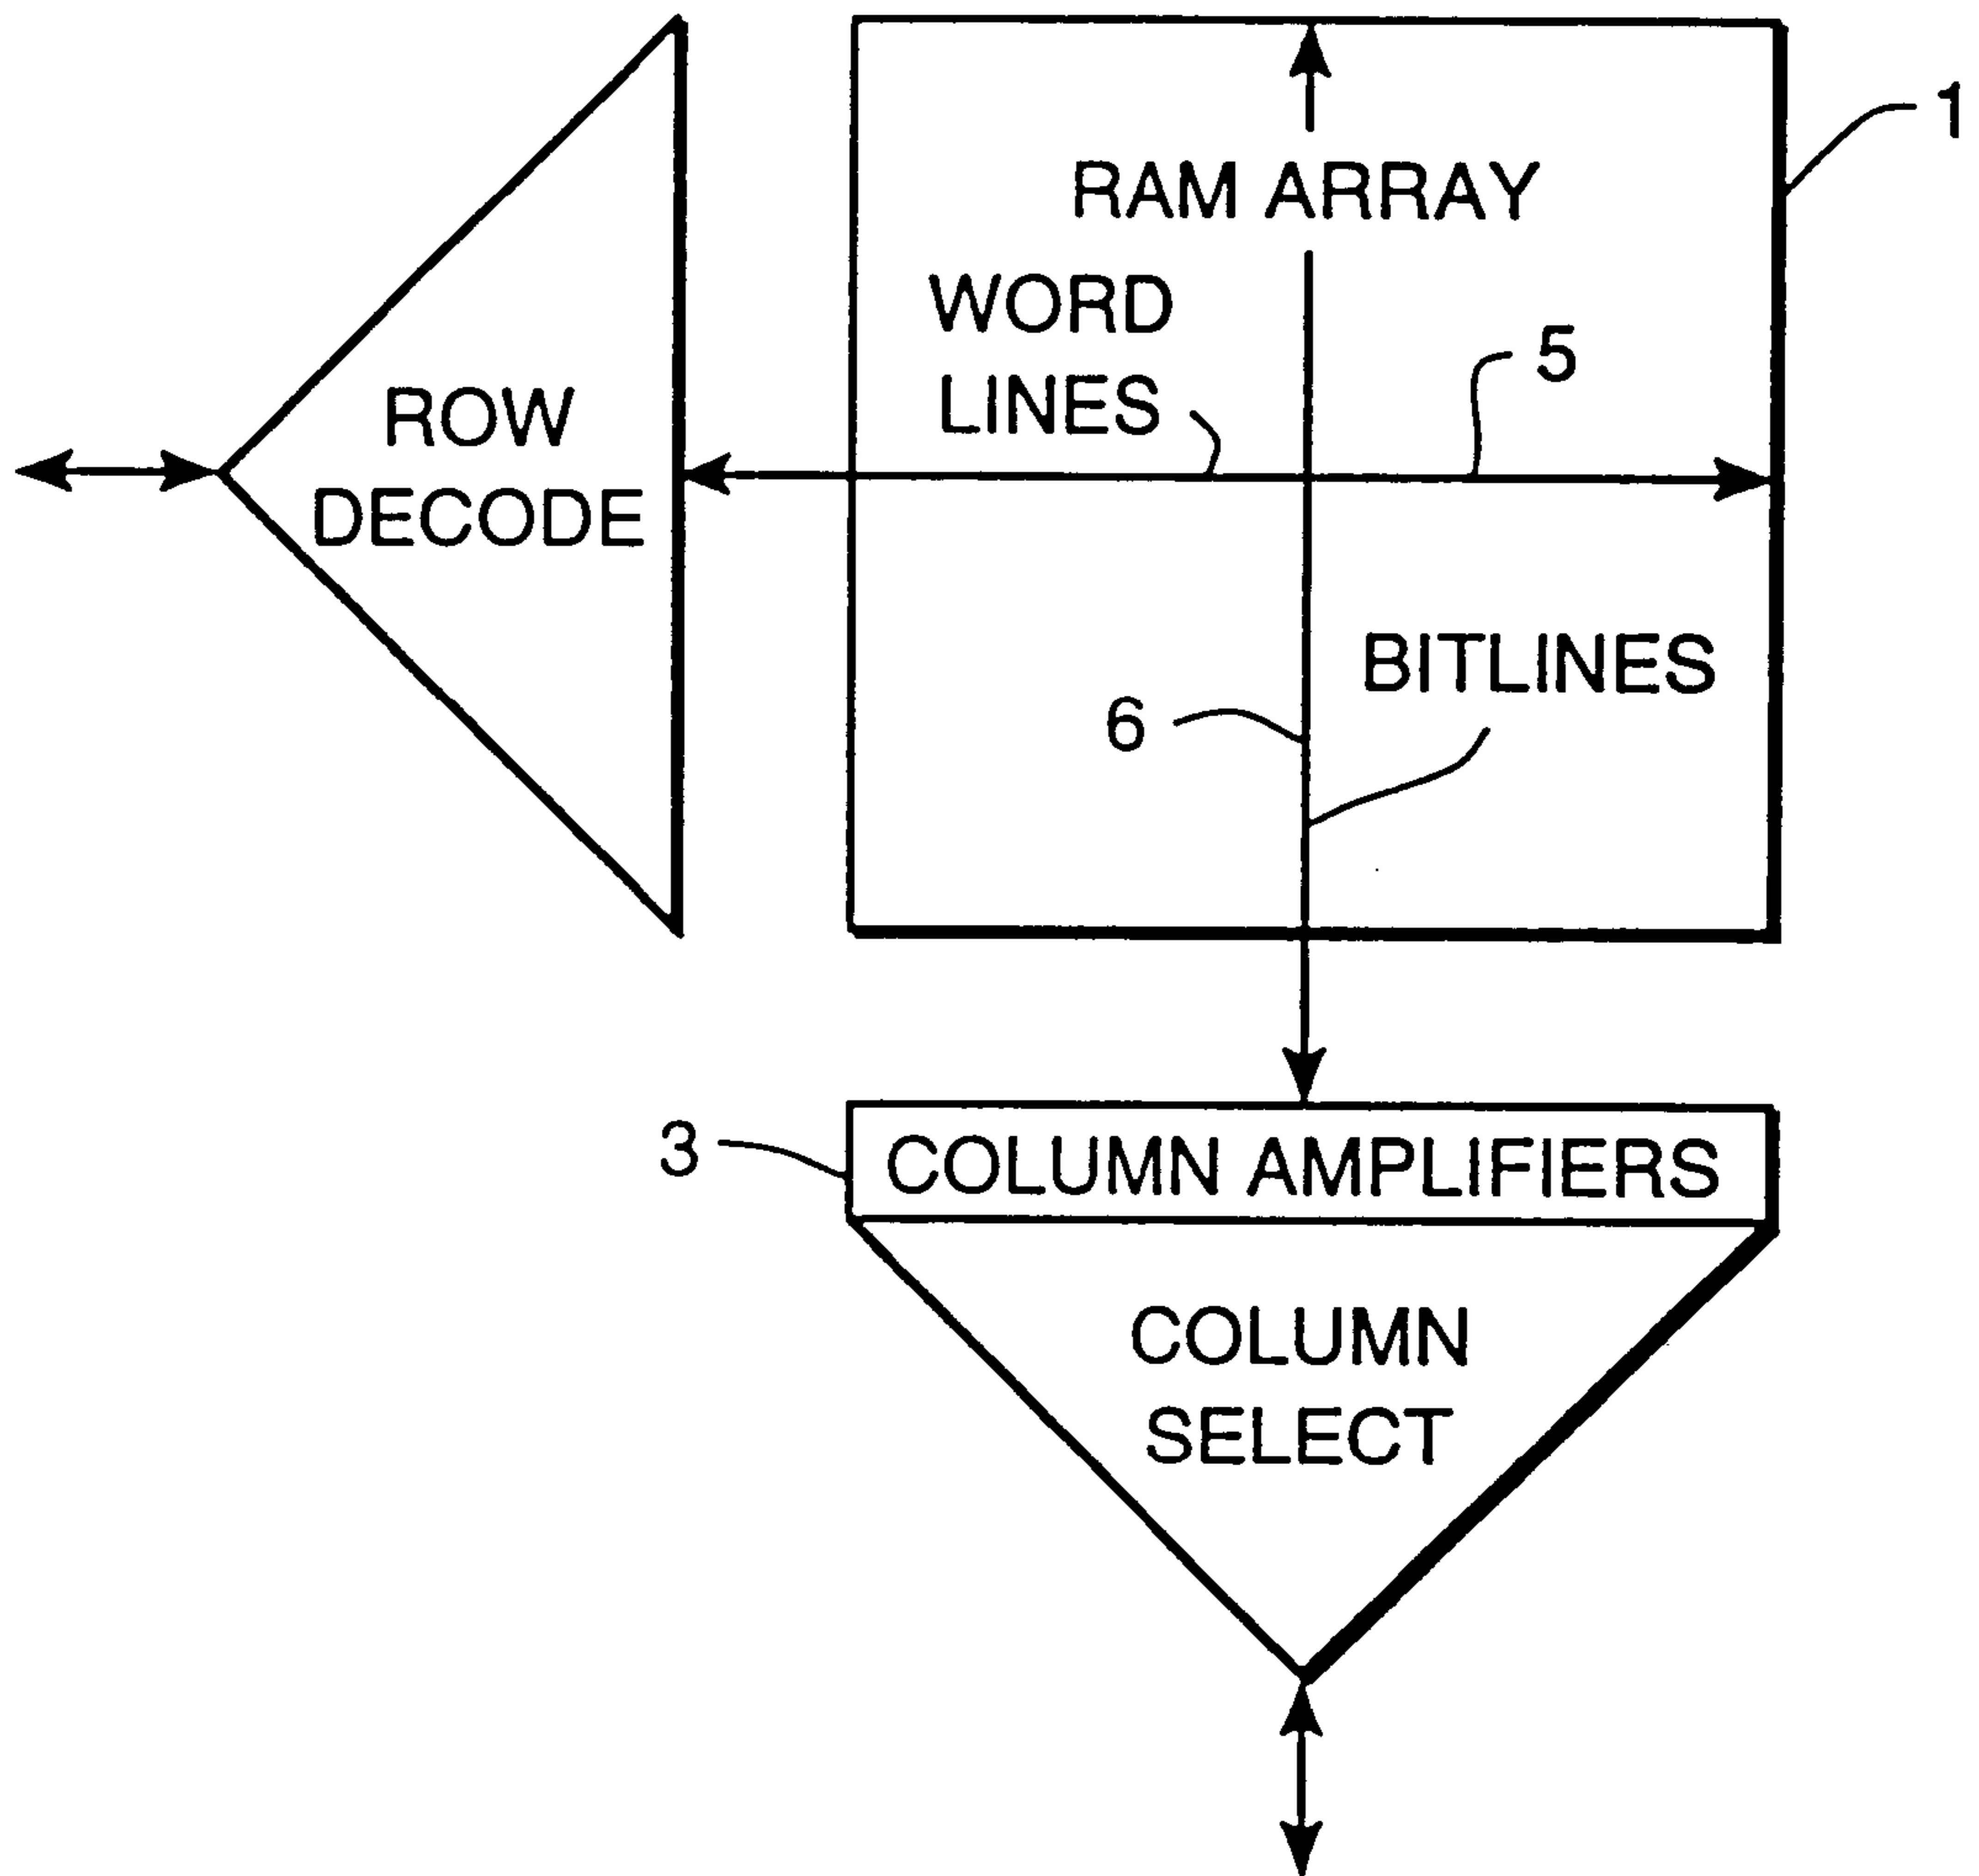 1
RAM ARRAY
WORD
LINES
5
ROW
DECODE
BITLINES
6
3
COLUMN AMPLIFIERS
COLUMN
SELECT